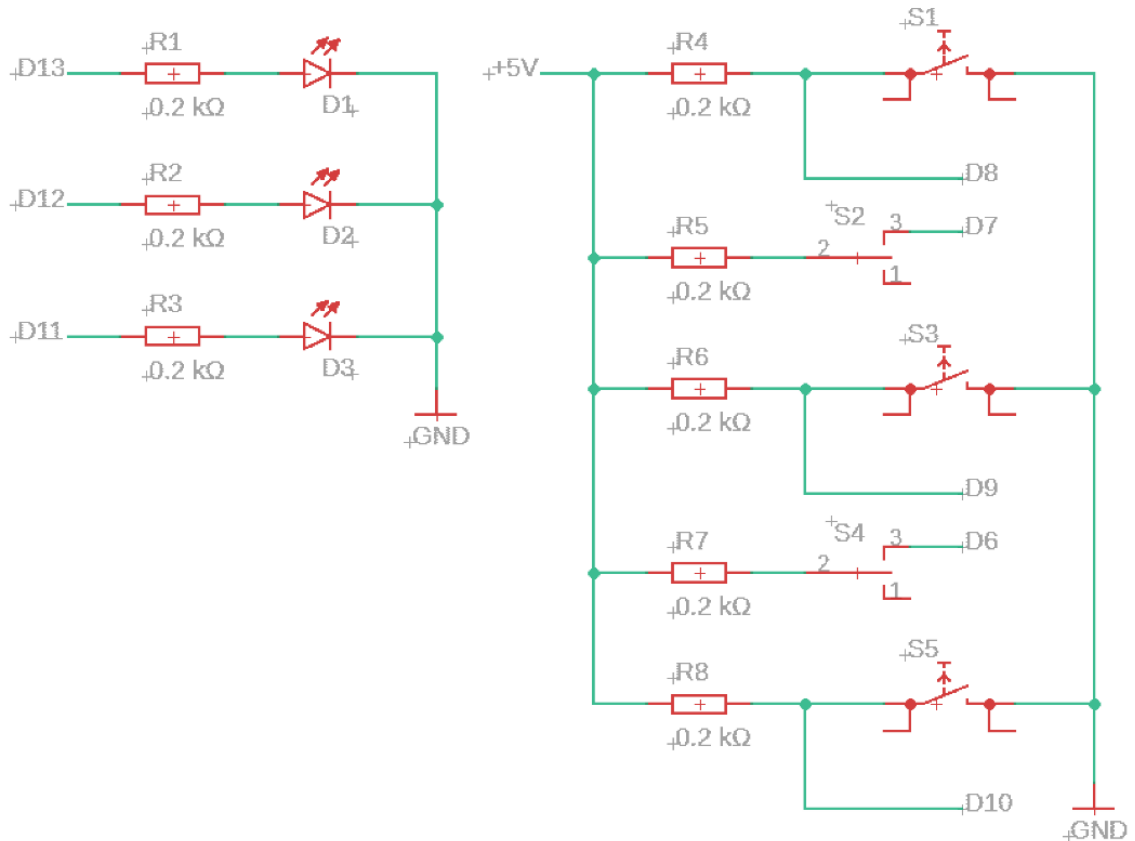 R1
D13
0.2 kΩ
D1
R2
D12
0.2 kΩ
D2
R3
D11
0.2 kΩ
D3
GND
S1
R4
+5V
0.2 kΩ
D8
S2
R5
3
D7
2
1
0.2 kΩ
S3
R6
0.2 kΩ
D9
S4
R7
3
D6
2
1
0.2 kΩ
S5
R8
0.2 kΩ
D10
GND